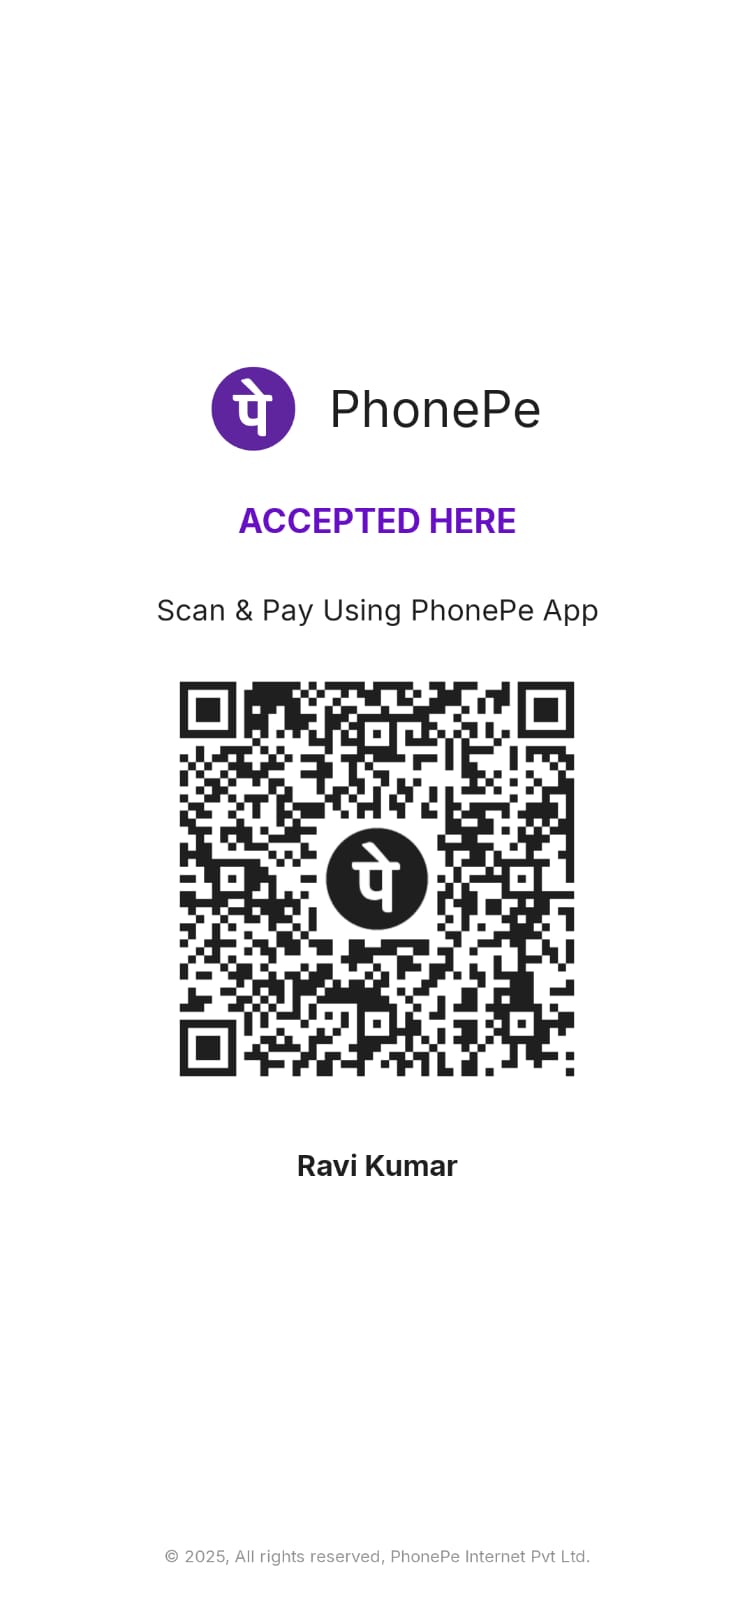 पे PhonePe
ACCEPTED HERE
Scan & Pay Using PhonePe App
पे
Ravi Kumar
© 2025, All rights reserved, PhonePe Internet Pvt Ltd.